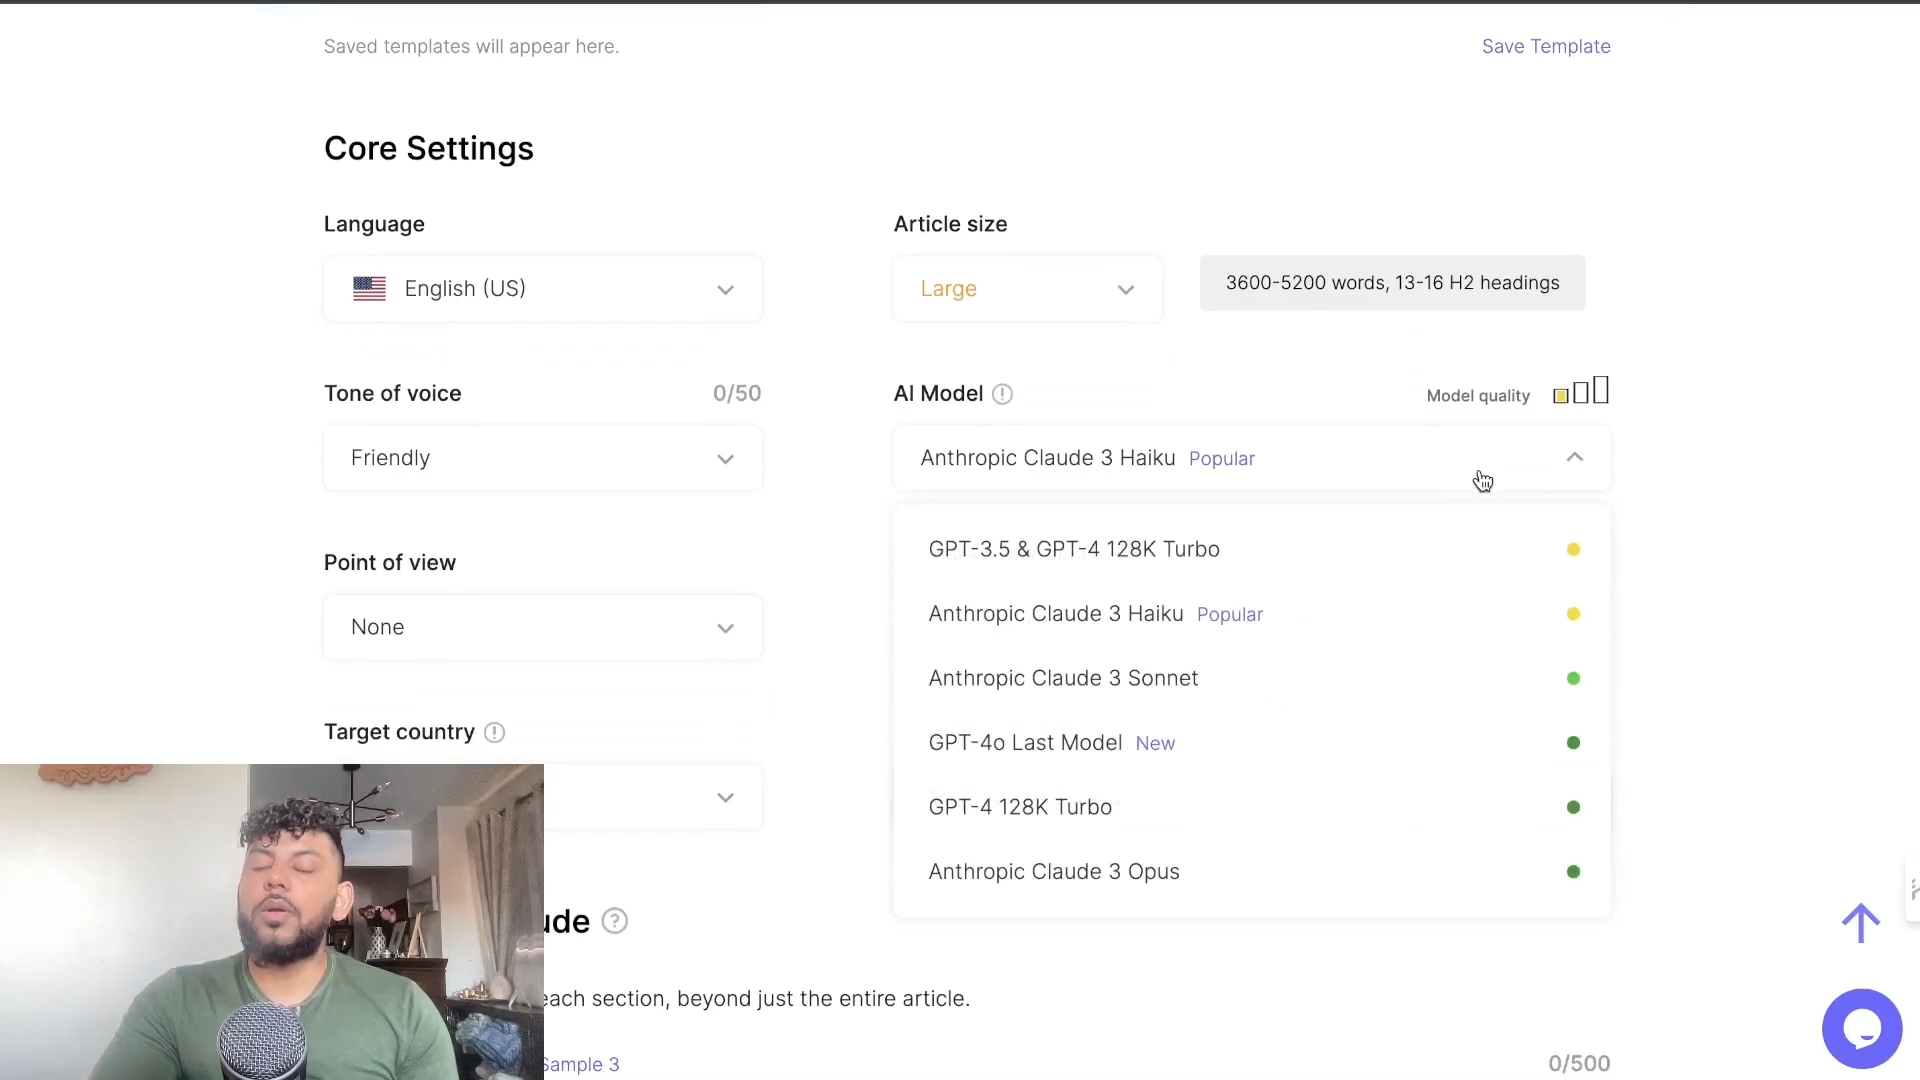 Saved templates will appear here.
Save Template
Core Settings
Language
Article size
English (US)
Large
3600-5200 words, 13-16 H2 headings
Tone of voice
0/50
AI Model
Model quality
Friendly
Anthropic Claude 3 Haiku Popular
Point of view
GPT-3.5 & GPT-4 128K Turbo
Anthropic Claude 3 Haiku Popular
None
Anthropic Claude 3 Sonnet
Target country
GPT-4o Last Model New
GPT-4 128K Turbo
Anthropic Claude 3 Opus
ude
each section, beyond just the entire article.
Sample 3
0/500